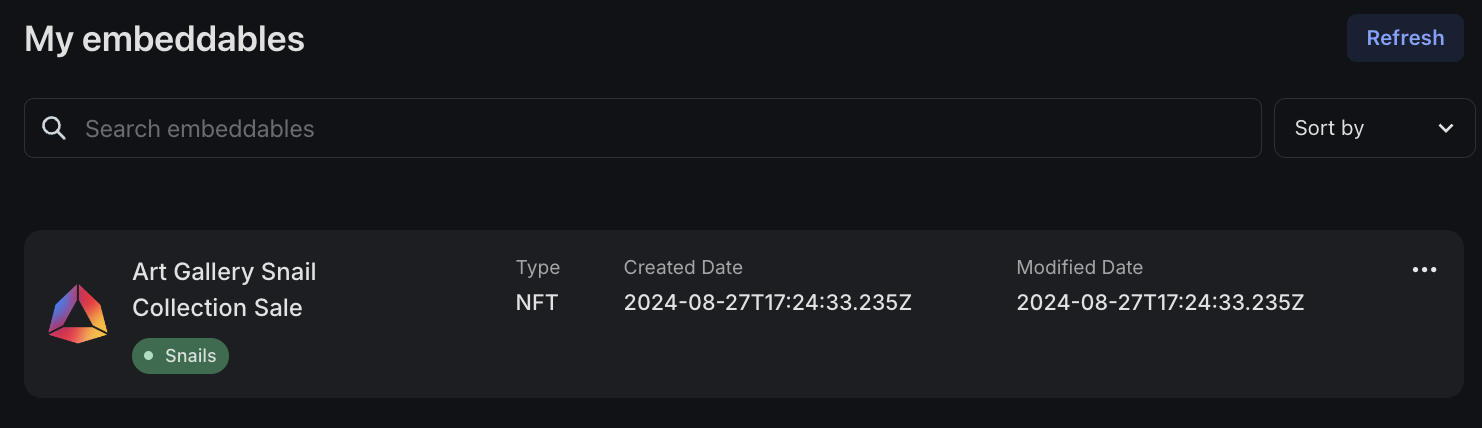 My embeddables
Refresh
Search embeddables
Sort by
Art Gallery Snail
Collection Sale
Snails
Type
NFT
Created Date
2024-08-27T17:24:33.235Z
Modified Date
2024-08-27T17:24:33.235Z